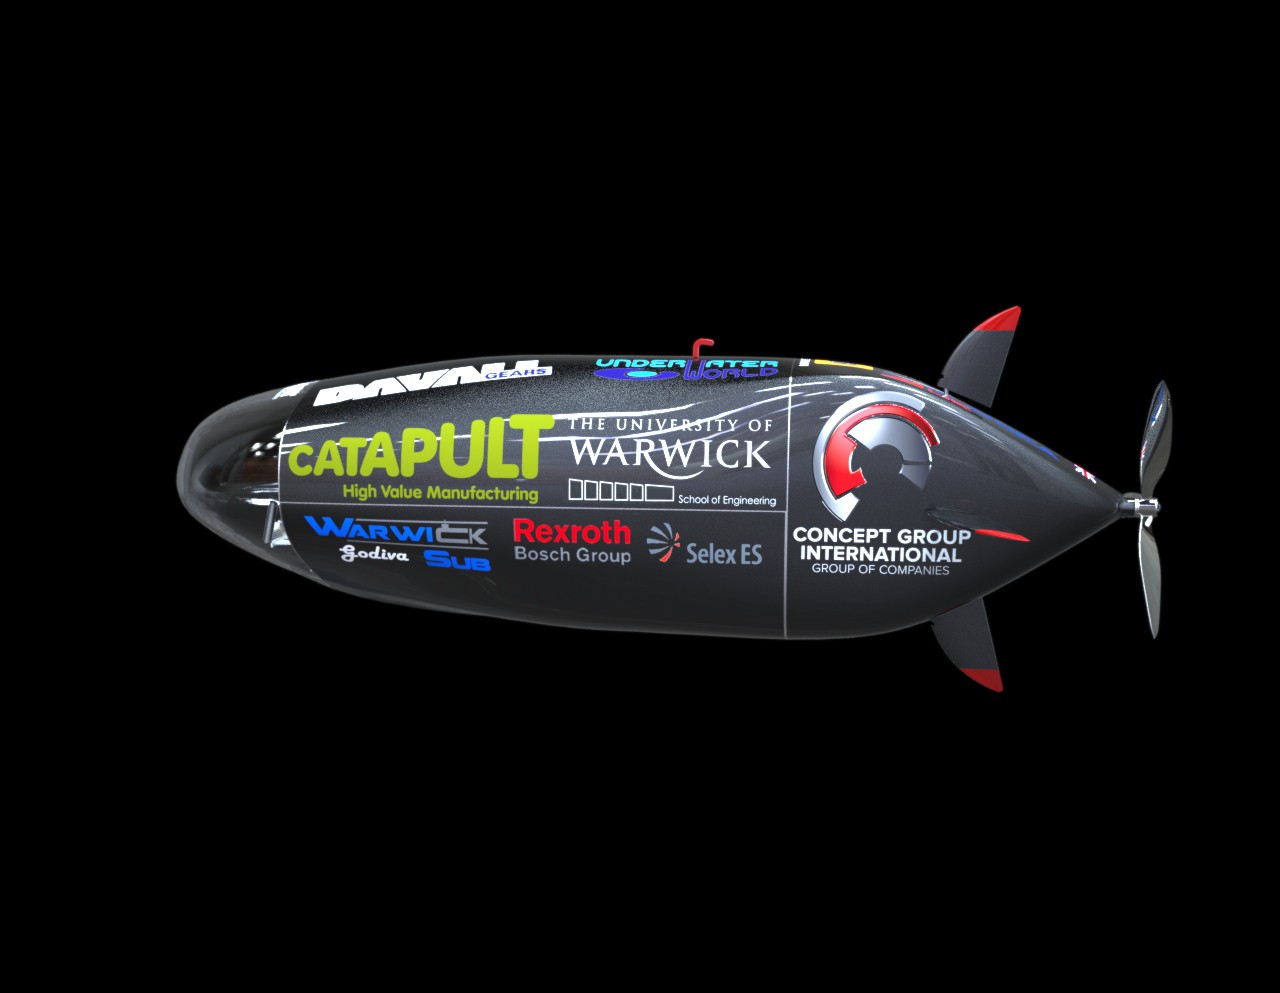 DAVALL
GEARS
UNDERWATER
WORLD
CATAPULT
High Value Manufacturing
THE UNIVERSITY OF
WARWICK
School of Engineering
WARWICK
Godiva SUB
Rexroth
Bosch Group
Selex ES
CONCEPT GROUP
INTERNATIONAL
GROUP OF COMPANIES